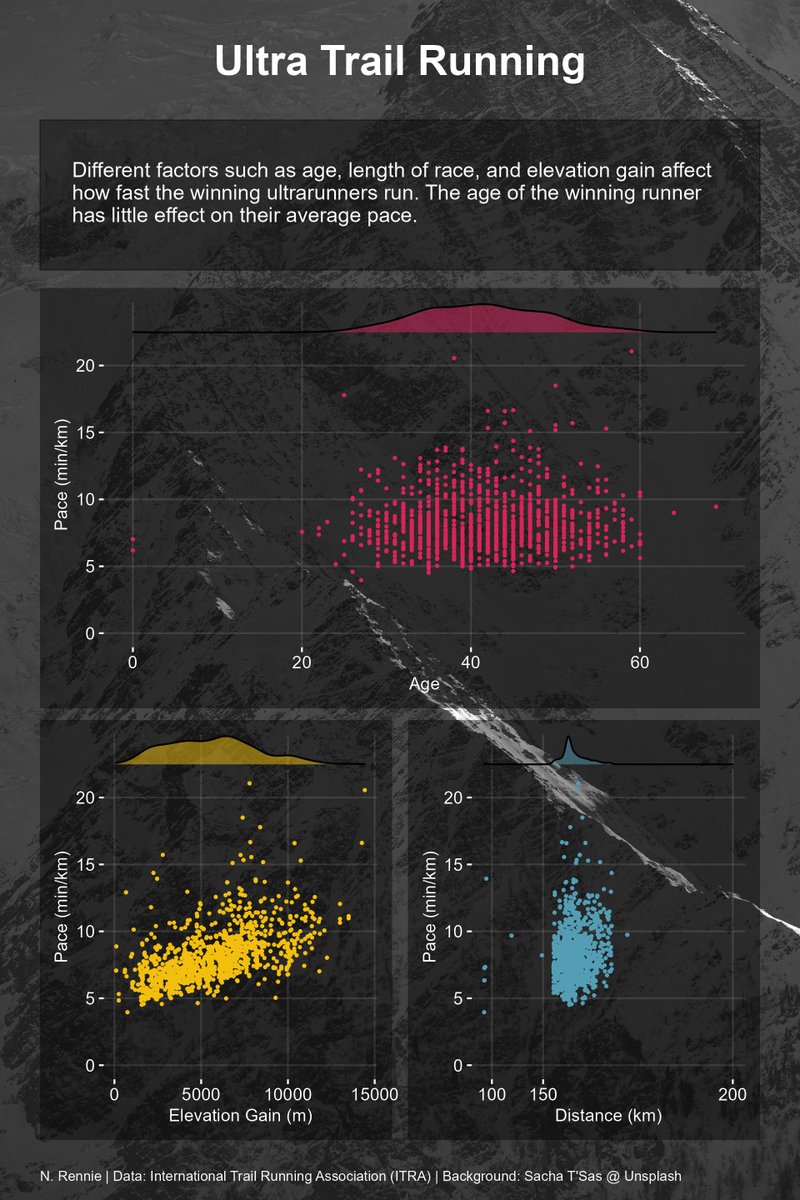 Ultra Trail Running
Different factors such as age, length of race, and elevation gain affect
how fast the winning ultrarunners run. The age of the winning runner
has little effect on their average pace.
20
15
10
5
0
Pace (min/km)
0 20 40 60
Age
20
15
10
5
0
Pace (min/km)
0 5000 10000 15000
Elevation Gain (m)
20
15
10
5
0
Pace (min/km)
100 150 200
Distance (km)
N. Rennie | Data: International Trail Running Association (ITRA) | Background: Sacha T'Sas @ Unsplash